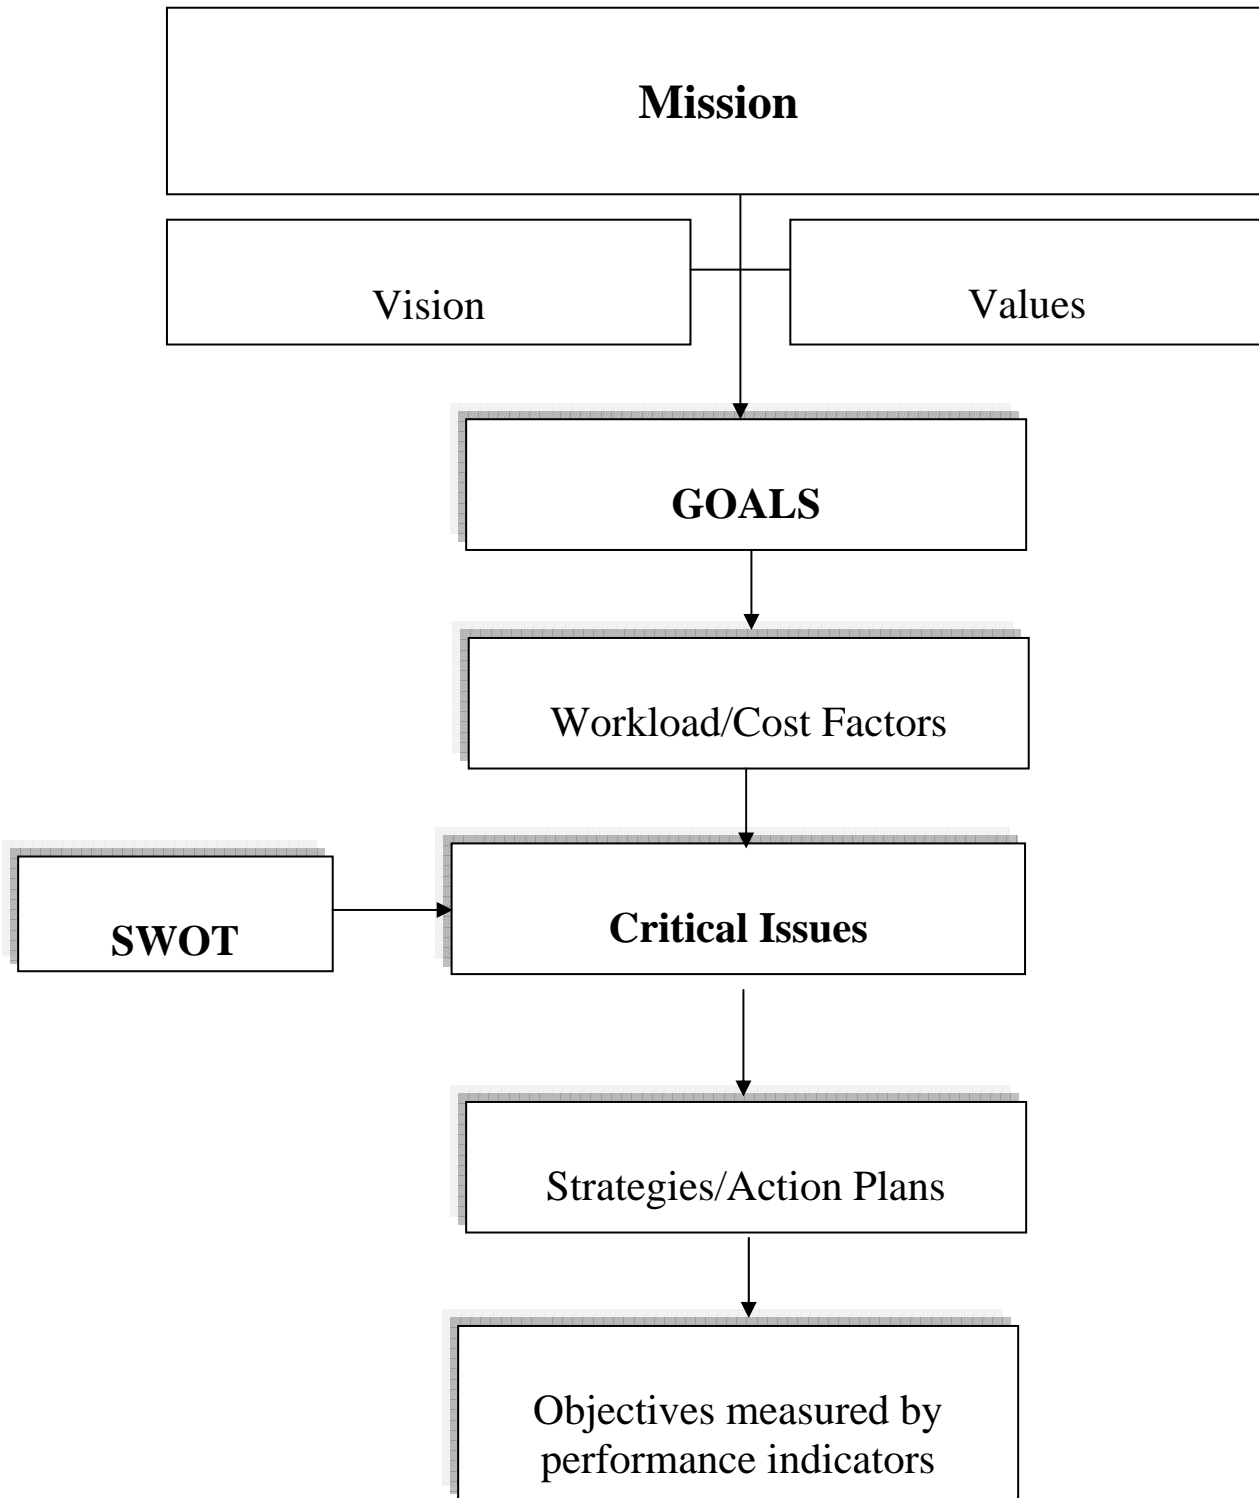 Mission
Vision
Values
GOALS
Workload/Cost Factors
SWOT
Critical Issues
Strategies/Action Plans
Objectives measured by
performance indicators